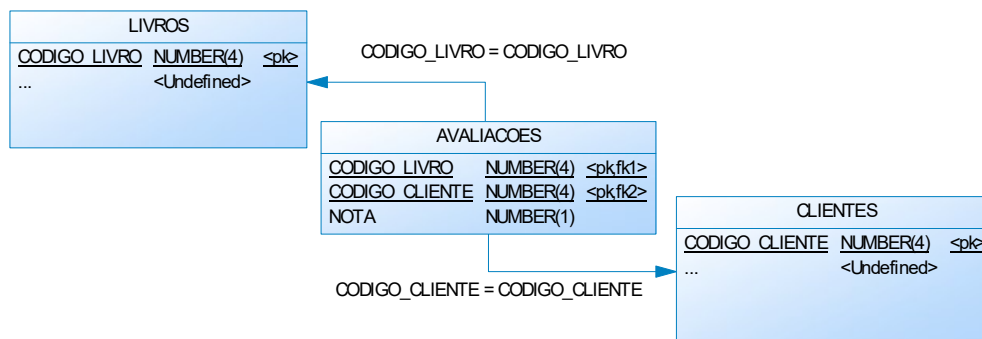 LIVROS
CODIGO_LIVRO NUMBER(4) <pk>
... <Undefined>
CODIGO_LIVRO = CODIGO_LIVRO
AVALIACOES
CODIGO_LIVRO NUMBER(4) <pk,fk1>
CODIGO_CLIENTE NUMBER(4) <pk,fk2>
NOTA NUMBER(1)
CLIENTES
CODIGO_CLIENTE NUMBER(4) <pk>
... <Undefined>
CODIGO_CLIENTE = CODIGO_CLIENTE